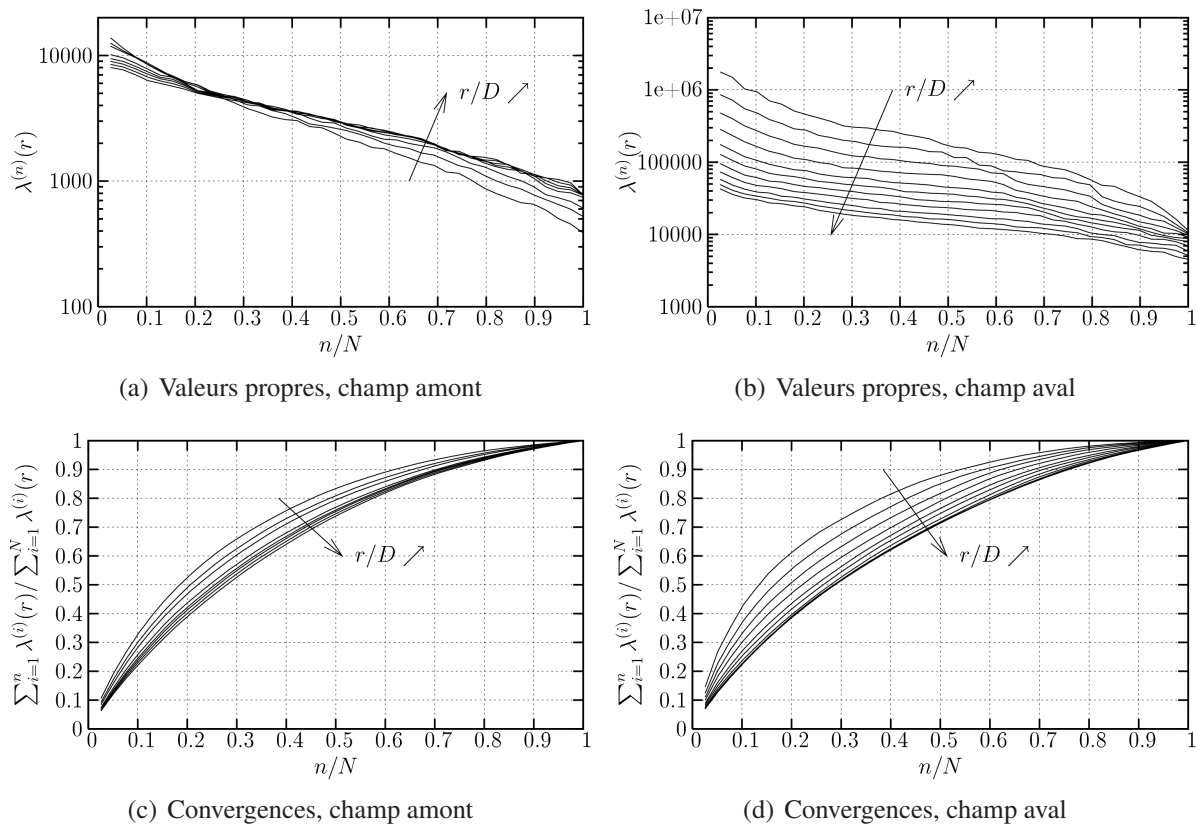 10000
1000
100
λ^(n)(r)
r/D ↗
0 0.1 0.2 0.3 0.4 0.5 0.6 0.7 0.8 0.9 1
n/N
(a) Valeurs propres, champ amont
1e+07
1e+06
100000
10000
1000
λ^(n)(r)
r/D ↗
0 0.1 0.2 0.3 0.4 0.5 0.6 0.7 0.8 0.9 1
n/N
(b) Valeurs propres, champ aval
1
0.9
0.8
0.7
0.6
0.5
0.4
0.3
0.2
0.1
0
∑_{i=1}^{n} λ^(i)(r)/ ∑_{i=1}^{N} λ^(i)(r)
r/D ↗
0 0.1 0.2 0.3 0.4 0.5 0.6 0.7 0.8 0.9 1
n/N
(c) Convergences, champ amont
1
0.9
0.8
0.7
0.6
0.5
0.4
0.3
0.2
0.1
0
∑_{i=1}^{n} λ^(i)(r)/ ∑_{i=1}^{N} λ^(i)(r)
r/D ↗
0 0.1 0.2 0.3 0.4 0.5 0.6 0.7 0.8 0.9 1
n/N
(d) Convergences, champ aval